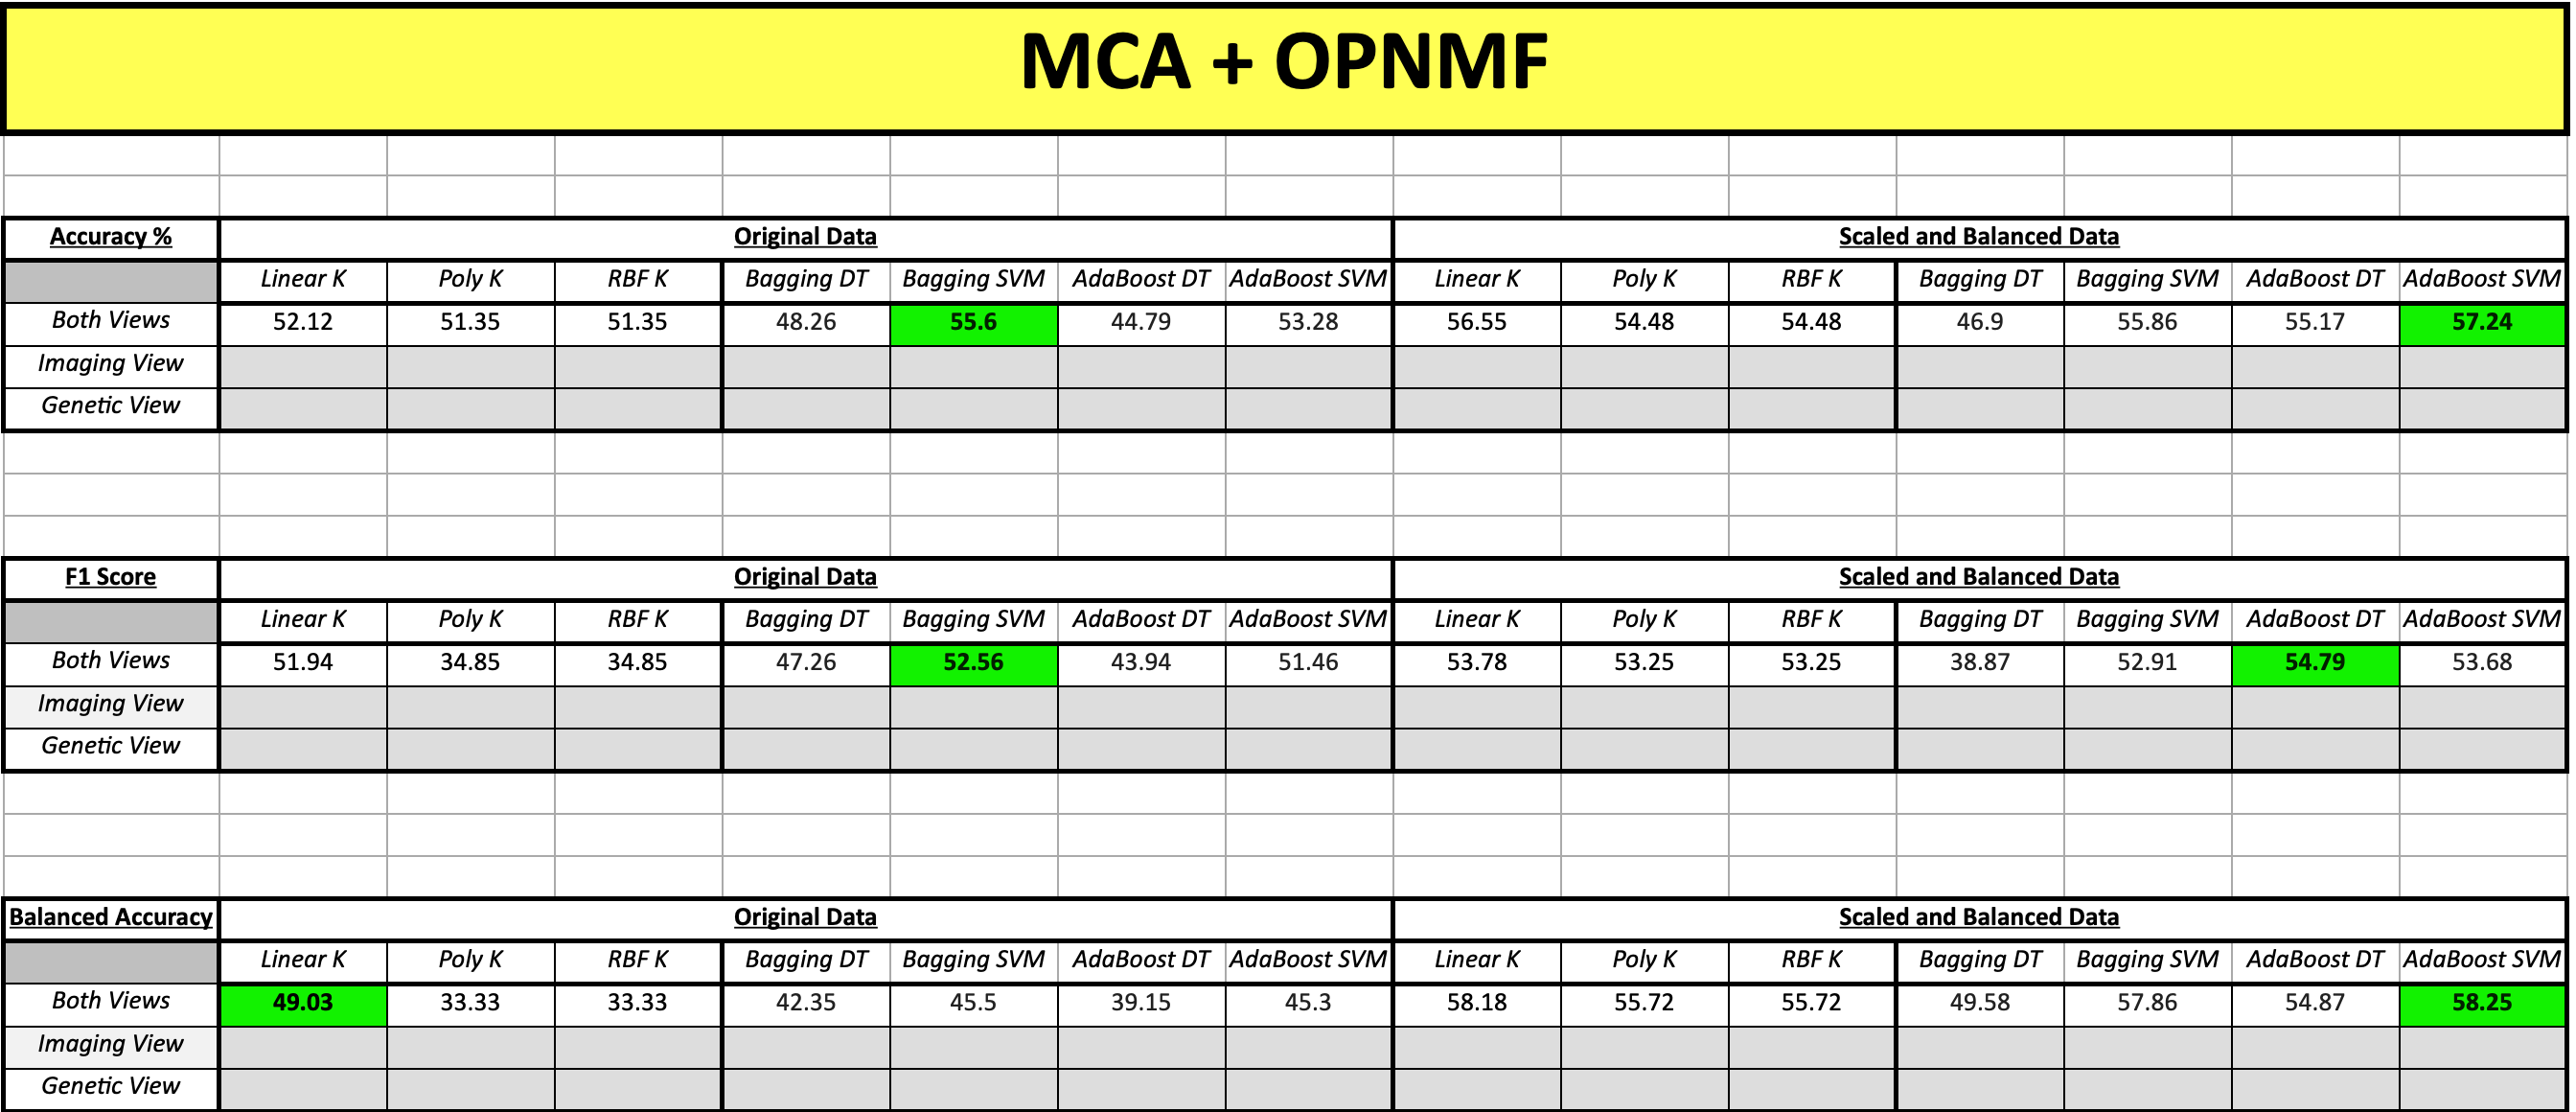 MCA + OPNMF
Accuracy % Original Data Scaled and Balanced Data
Linear K Poly K RBF K Bagging DT Bagging SVM AdaBoost DT AdaBoost SVM Linear K Poly K RBF K Bagging DT Bagging SVM AdaBoost DT AdaBoost SVM
Both Views 52.12 51.35 51.35 48.26 55.6 44.79 53.28 56.55 54.48 54.48 46.9 55.86 55.17 57.24
Imaging View
Genetic View
F1 Score Original Data Scaled and Balanced Data
Linear K Poly K RBF K Bagging DT Bagging SVM AdaBoost DT AdaBoost SVM Linear K Poly K RBF K Bagging DT Bagging SVM AdaBoost DT AdaBoost SVM
Both Views 51.94 34.85 34.85 47.26 52.56 43.94 51.46 53.78 53.25 53.25 38.87 52.91 54.79 53.68
Imaging View
Genetic View
Balanced Accuracy Original Data Scaled and Balanced Data
Linear K Poly K RBF K Bagging DT Bagging SVM AdaBoost DT AdaBoost SVM Linear K Poly K RBF K Bagging DT Bagging SVM AdaBoost DT AdaBoost SVM
Both Views 49.03 33.33 33.33 42.35 45.5 39.15 45.3 58.18 55.72 55.72 49.58 57.86 54.87 58.25
Imaging View
Genetic View